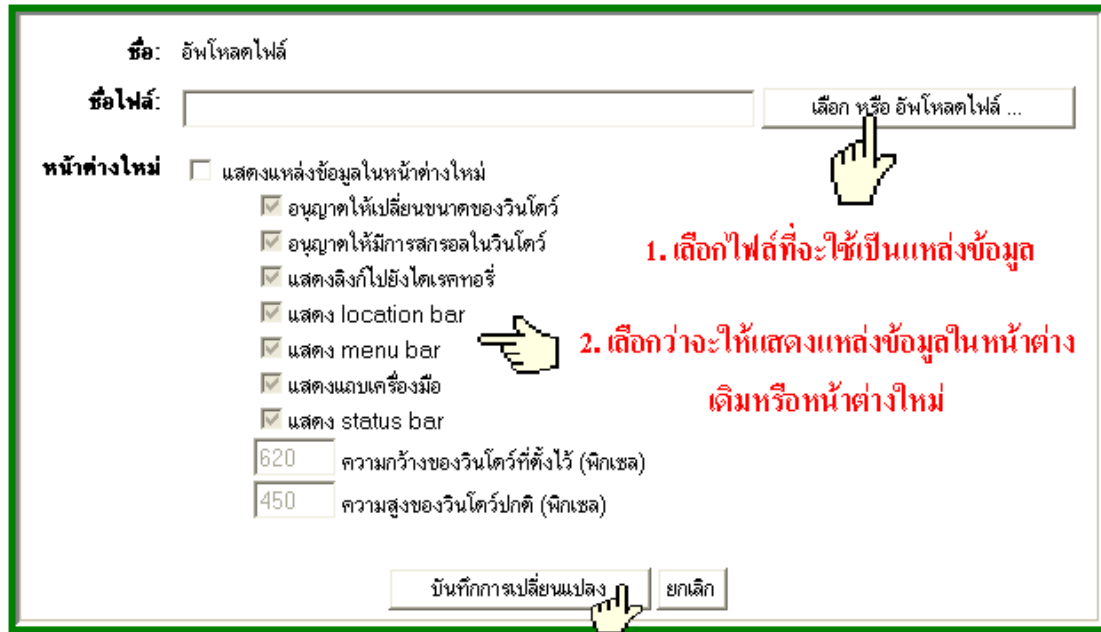 ชื่อ: อัพโหลดไฟล์
ชื่อไฟล์: เลือก หรือ อัพโหลดไฟล์ ...
หน้าต่างใหม่ แสดงแหล่งข้อมูลในหน้าต่างใหม่
อนุญาตให้เปลี่ยนขนาดของวินโดว์
อนุญาตให้มีการสกรอลในวินโดว์
1. เลือกไฟล์ที่จะใช้เป็นแหล่งข้อมูล
แสดงลิงก์ไปยังไดเรคทอรี่
แสดง location bar
แสดง menu bar
2. เลือกว่าจะให้แสดงแหล่งข้อมูลในหน้าต่าง
เดิมหรือหน้าต่างใหม่
แสดงแถบเครื่องมือ
แสดง status bar
620 ความกว้างของวินโดว์ที่ตั้งไว้ (พิกเซล)
450 ความสูงของวินโดว์ปกติ (พิกเซล)
บันทึกการเปลี่ยนแปลง ยกเลิก